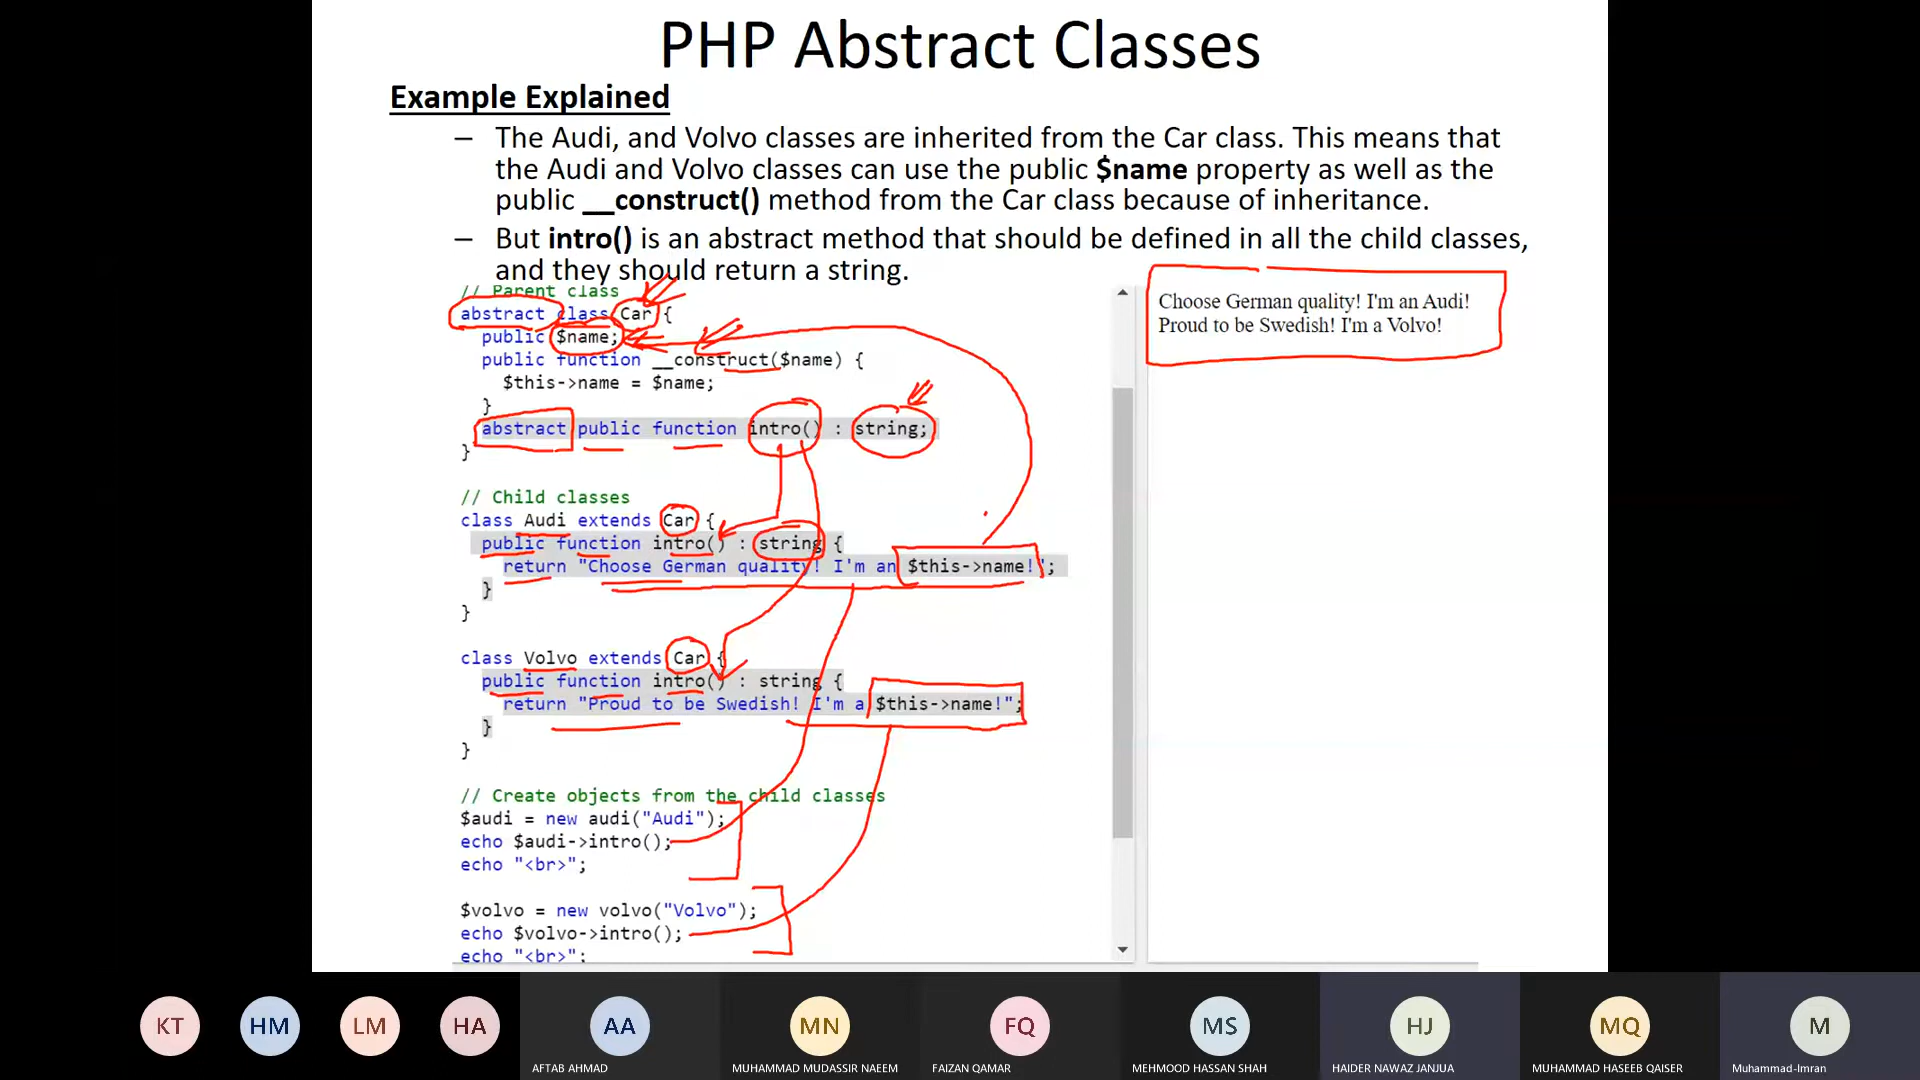 PHP Abstract Classes
Example Explained
– The Audi, and Volvo classes are inherited from the Car class. This means that
the Audi and Volvo classes can use the public $name property as well as the
public __construct() method from the Car class because of inheritance.
– But intro() is an abstract method that should be defined in all the child classes,
and they should return a string.
// Parent class
abstract class Car {
public $name;
public function __construct($name) {
$this->name = $name;
}
abstract public function intro() : string;
}
// Child classes
class Audi extends Car {
public function intro() : string {
return "Choose German quality! I'm an $this->name!";
}
}
class Volvo extends Car {
public function intro() : string {
return "Proud to be Swedish! I'm a $this->name!";
}
}
// Create objects from the child classes
$audi = new audi("Audi");
echo $audi->intro();
echo "<br>";
$volvo = new volvo("Volvo");
echo $volvo->intro();
echo "<br>";
Choose German quality! I'm an Audi!
Proud to be Swedish! I'm a Volvo!
KT
HM
LM
HA
AA
MN
FQ
MS
HJ
MQ
M
AFTAB AHMAD
MUHAMMAD MUDASSIR NAEEM
FAIZAN QAMAR
MEHMOOD HASSAN SHAH
HAIDER NAWAZ JANJUA
MUHAMMAD HASEEB QAISER
Muhammad-Imran